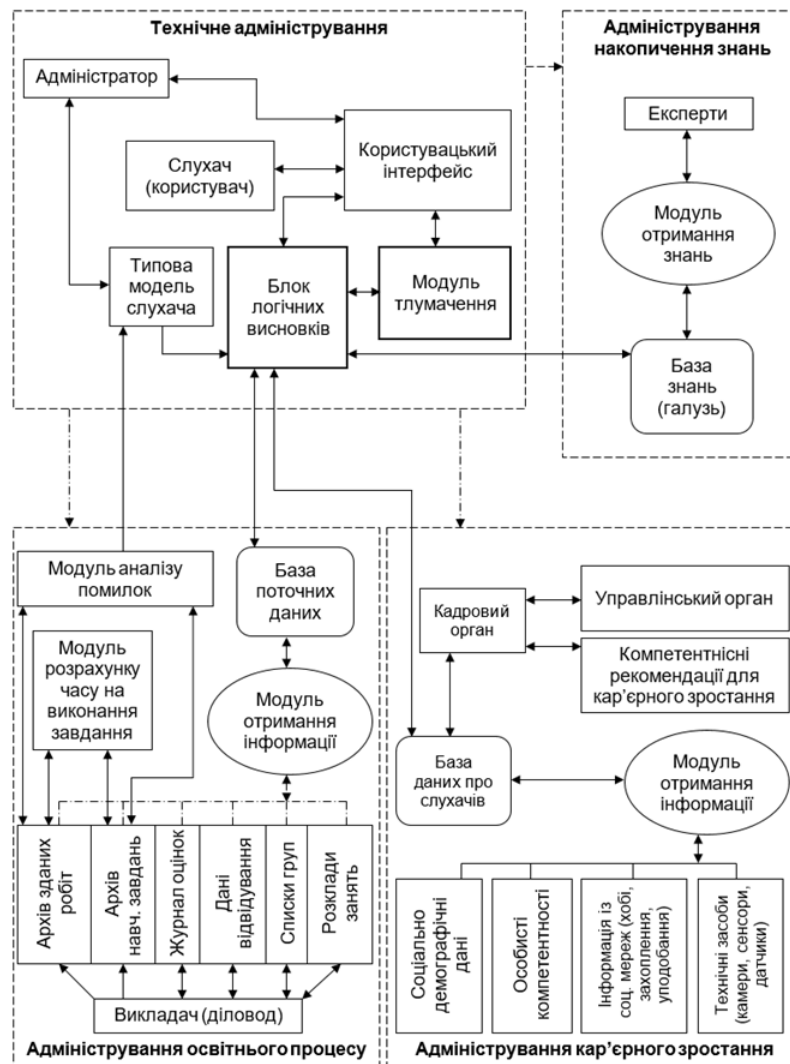 Технічне адміністрування
Адміністратор
Користувацький
інтерфейс
Слухач
(користувач)
Типова
модель
слухача
Блок
логічних
висновків
Модуль
тлумачення
Адміністрування
накопичення знань
Експерти
Модуль
отримання
знань
База
знань
(галузь)
Модуль аналізу
помилок
База
поточних
даних
Модуль
розрахунку
часу на
виконання
завдання
Модуль
отримання
інформації
Архів зданих
робіт
Архів
навч. завдань
Журнал оцінок
Дані
відвідування
Списки груп
Розклади
занять
Викладач (діловод)
Адміністрування освітнього процесу
Кадровий
орган
Управлінський орган
Компетентнісні
рекомендації для
кар’єрного зростання
База
даних про
слухачів
Модуль
отримання
інформації
Соціально
демографічні
дані
Особисті
компетентності
Інформація із
соц. мереж (хобі,
захоплення,
уподобання)
Технічні засоби
(камери, сенсори,
датчики)
Адміністрування кар’єрного зростання